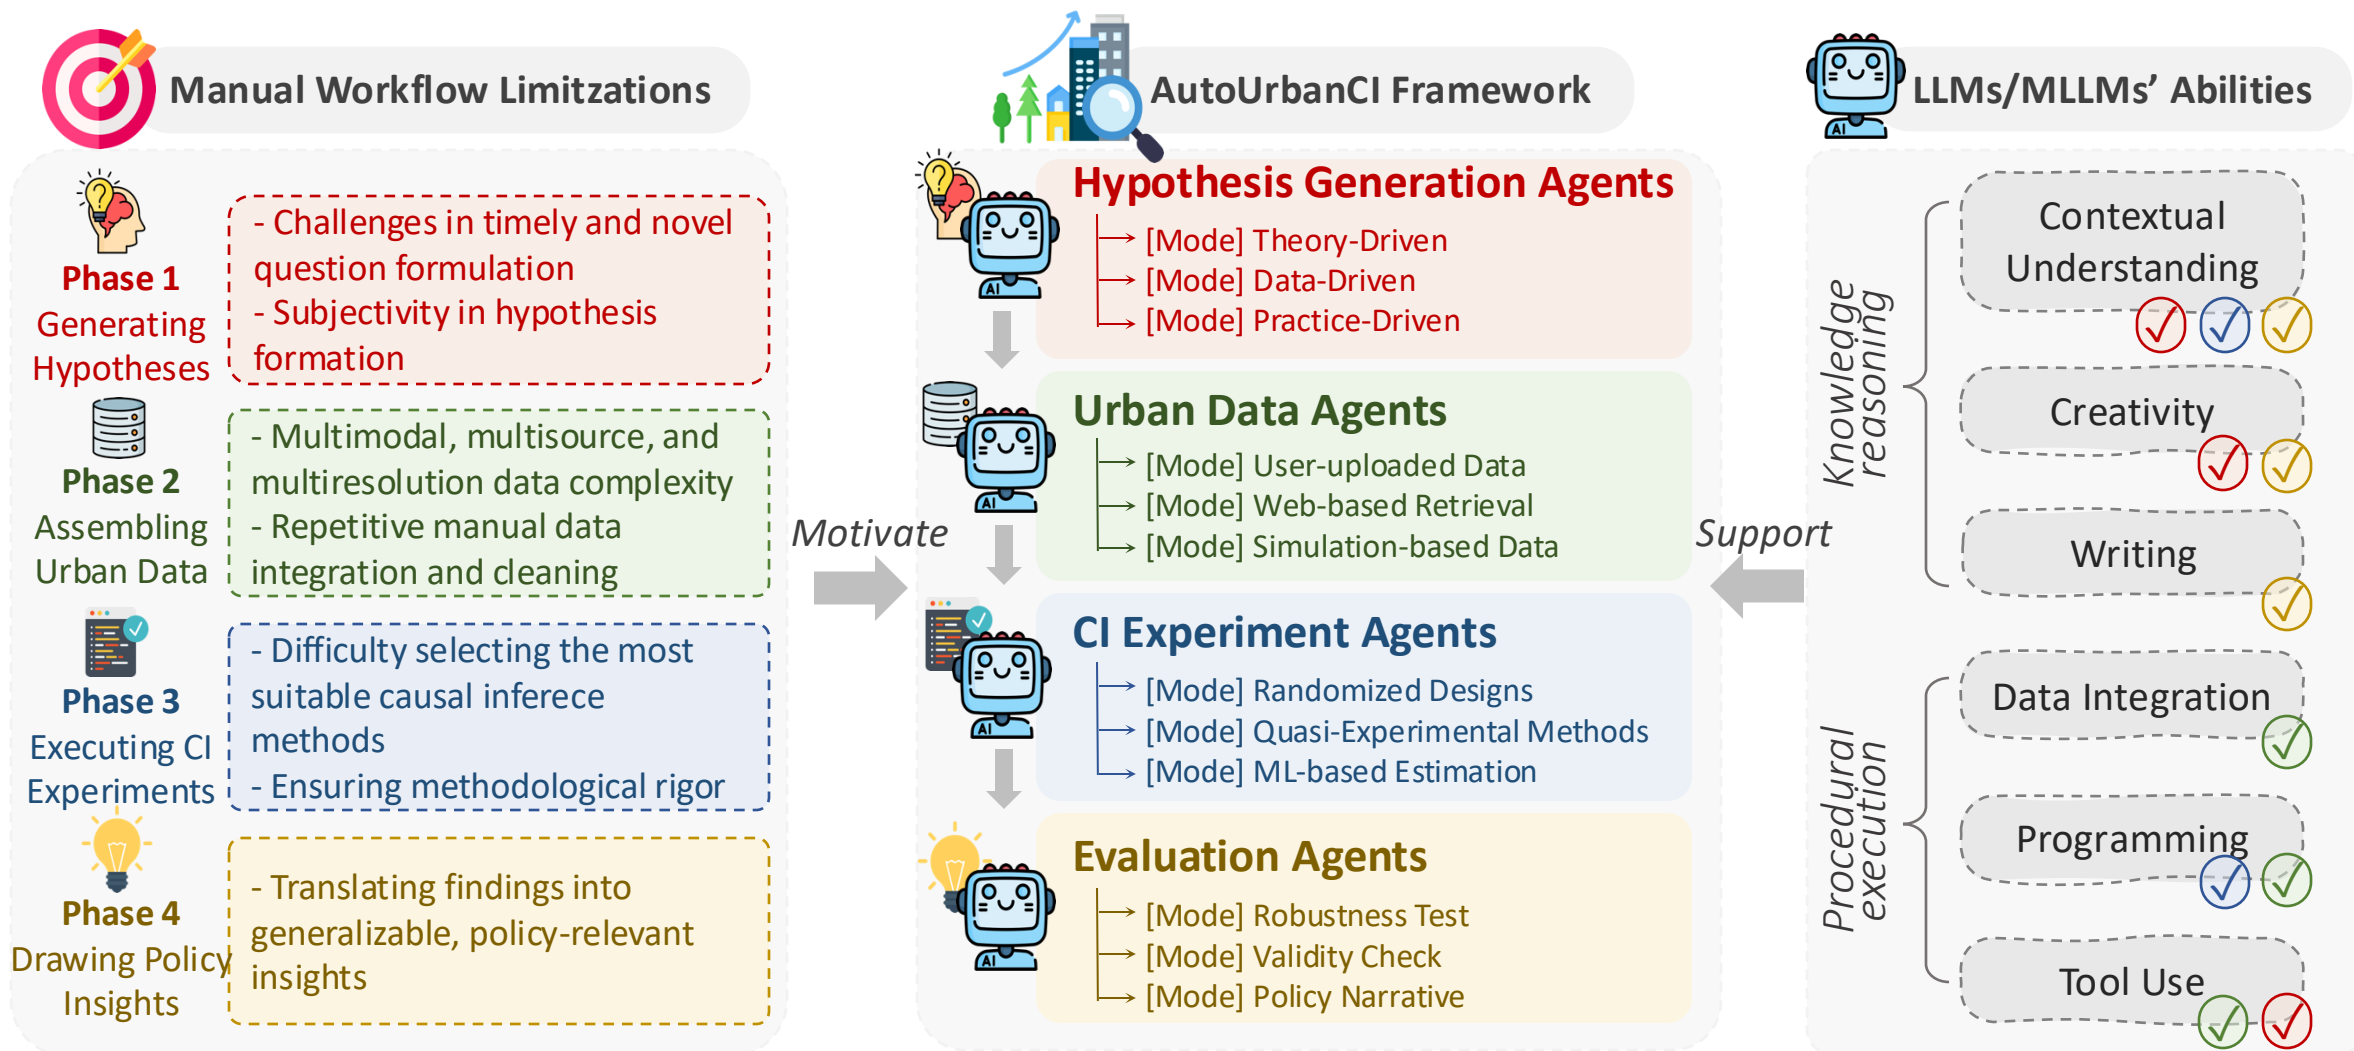 Manual Workflow Limitzations
Phase 1
Generating
Hypotheses
- Challenges in timely and novel
question formulation
- Subjectivity in hypothesis
formation
Phase 2
Assembling
Urban Data
- Multimodal, multisource, and
multiresolution data complexity
- Repetitive manual data
integration and cleaning
Phase 3
Executing CI
Experiments
- Difficulty selecting the most
suitable causal inferece
methods
- Ensuring methodological rigor
Phase 4
Drawing Policy
Insights
- Translating findings into
generalizable, policy-relevant
insights
Motivate
AutoUrbanCI Framework
Hypothesis Generation Agents
[Mode] Theory-Driven
[Mode] Data-Driven
[Mode] Practice-Driven
AI
Urban Data Agents
[Mode] User-uploaded Data
[Mode] Web-based Retrieval
[Mode] Simulation-based Data
AI
CI Experiment Agents
[Mode] Randomized Designs
[Mode] Quasi-Experimental Methods
[Mode] ML-based Estimation
AI
Evaluation Agents
[Mode] Robustness Test
[Mode] Validity Check
[Mode] Policy Narrative
AI
Support
AI
LLMs/MLLMs’ Abilities
Knowledge
reasoning
Contextual
Understanding
Creativity
Writing
Procedural
execution
Data Integration
Programming
Tool Use